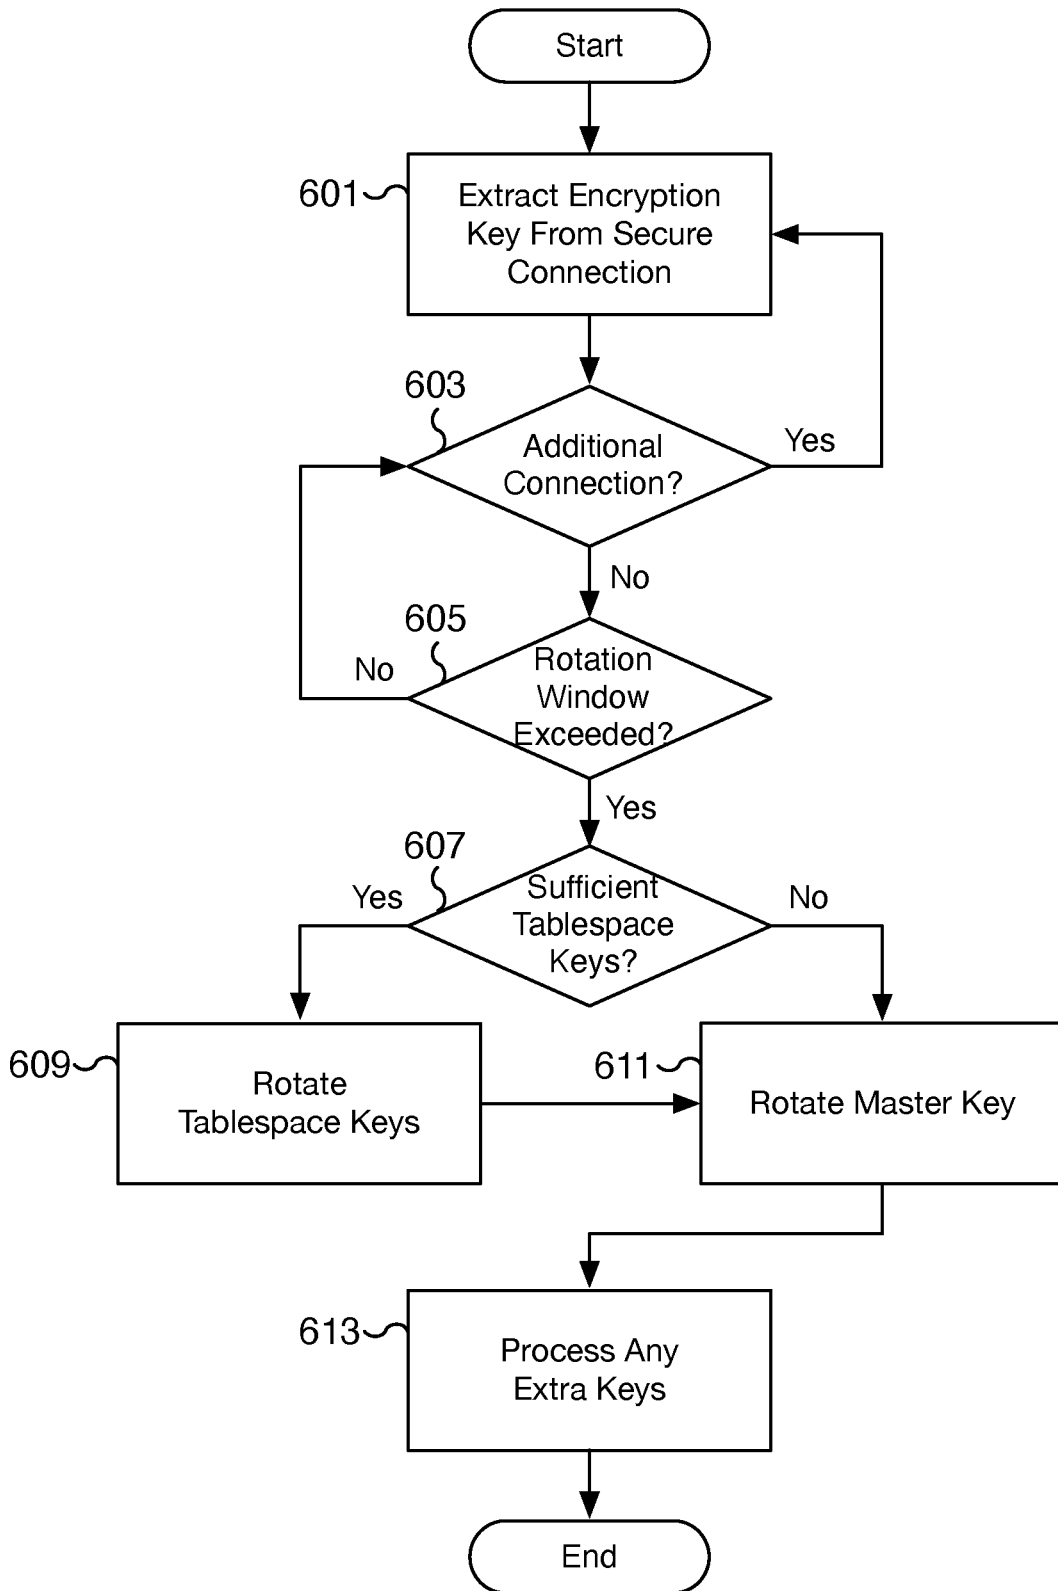 Start
601
Extract Encryption
Key From Secure
Connection
603
Additional
Connection?
Yes
No
605
Rotation
Window
Exceeded?
No
Yes
607
Sufficient
Tablespace
Keys?
Yes
No
609
Rotate
Tablespace Keys
611
Rotate Master Key
613
Process Any
Extra Keys
End